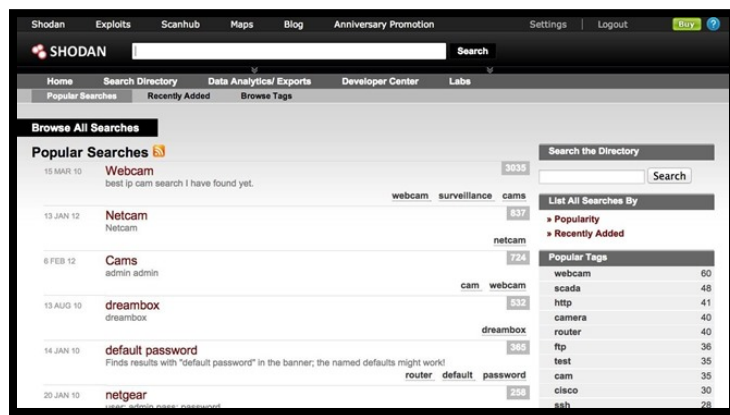 Shodan Exploits Scanhub Maps Blog Anniversary Promotion Settings Logout Buy ?
SHODAN Search
Home Search Directory Data Analytics/ Exports Developer Center Labs
Popular Searches Recently Added Browse Tags
Browse All Searches
Popular Searches
15 MAR 10 Webcam 3035
best ip cam search I have found yet.
webcam surveillance cams
13 JAN 12 Netcam 837
Netcam
netcam
6 FEB 12 Cams 724
admin admin
cam webcam
13 AUG 10 dreambox 532
dreambox
dreambox
14 JAN 10 default password 365
Finds results with "default password" in the banner; the named defaults might work!
router default password
20 JAN 10 netgear 258
user: admin pass: password
Search the Directory
Search
List All Searches By
» Popularity
» Recently Added
Popular Tags
webcam 60
scada 48
http 41
camera 40
router 40
ftp 36
test 35
cam 35
cisco 30
ssh 28